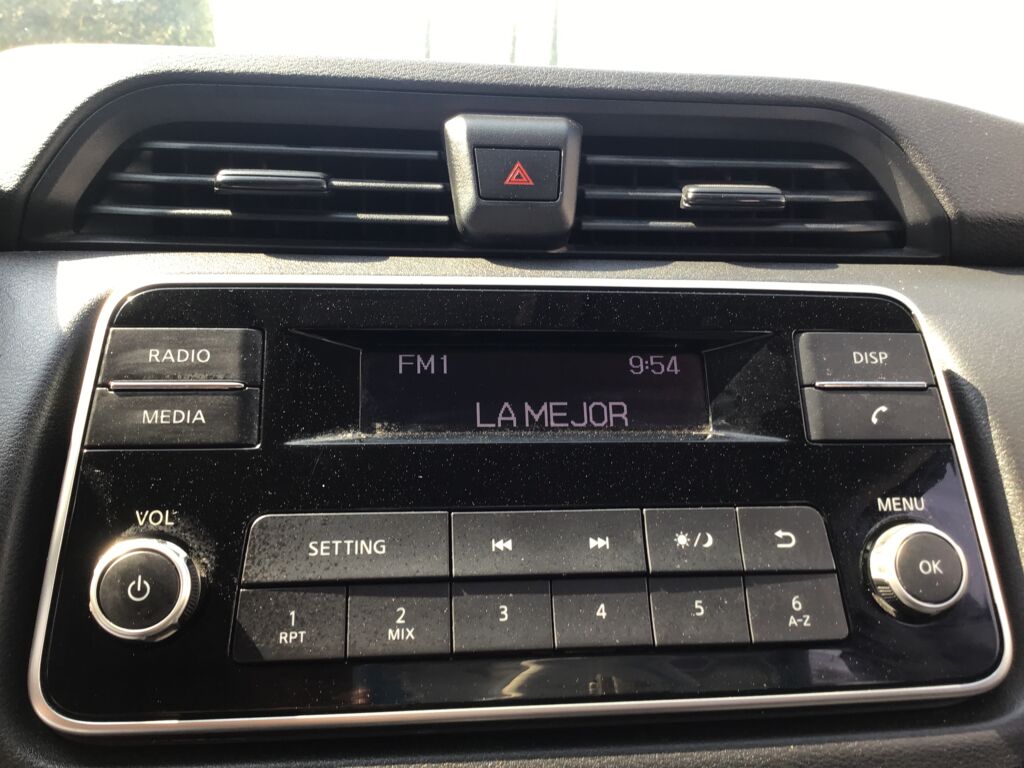 FM1 9:54
LA MEJOR
RADIO
MEDIA
DISP
VOL
MENU
SETTING
OK
1 2 3 4 5 6
RPT MIX A-Z